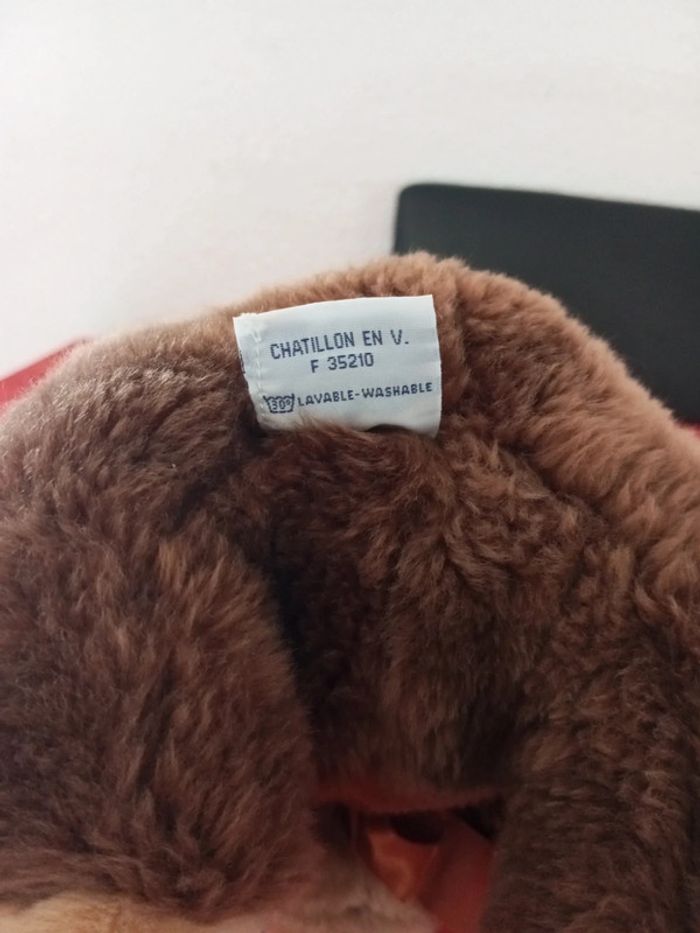 CHATILLON EN V.
F 35210
30° LAVABLE-WASHABLE